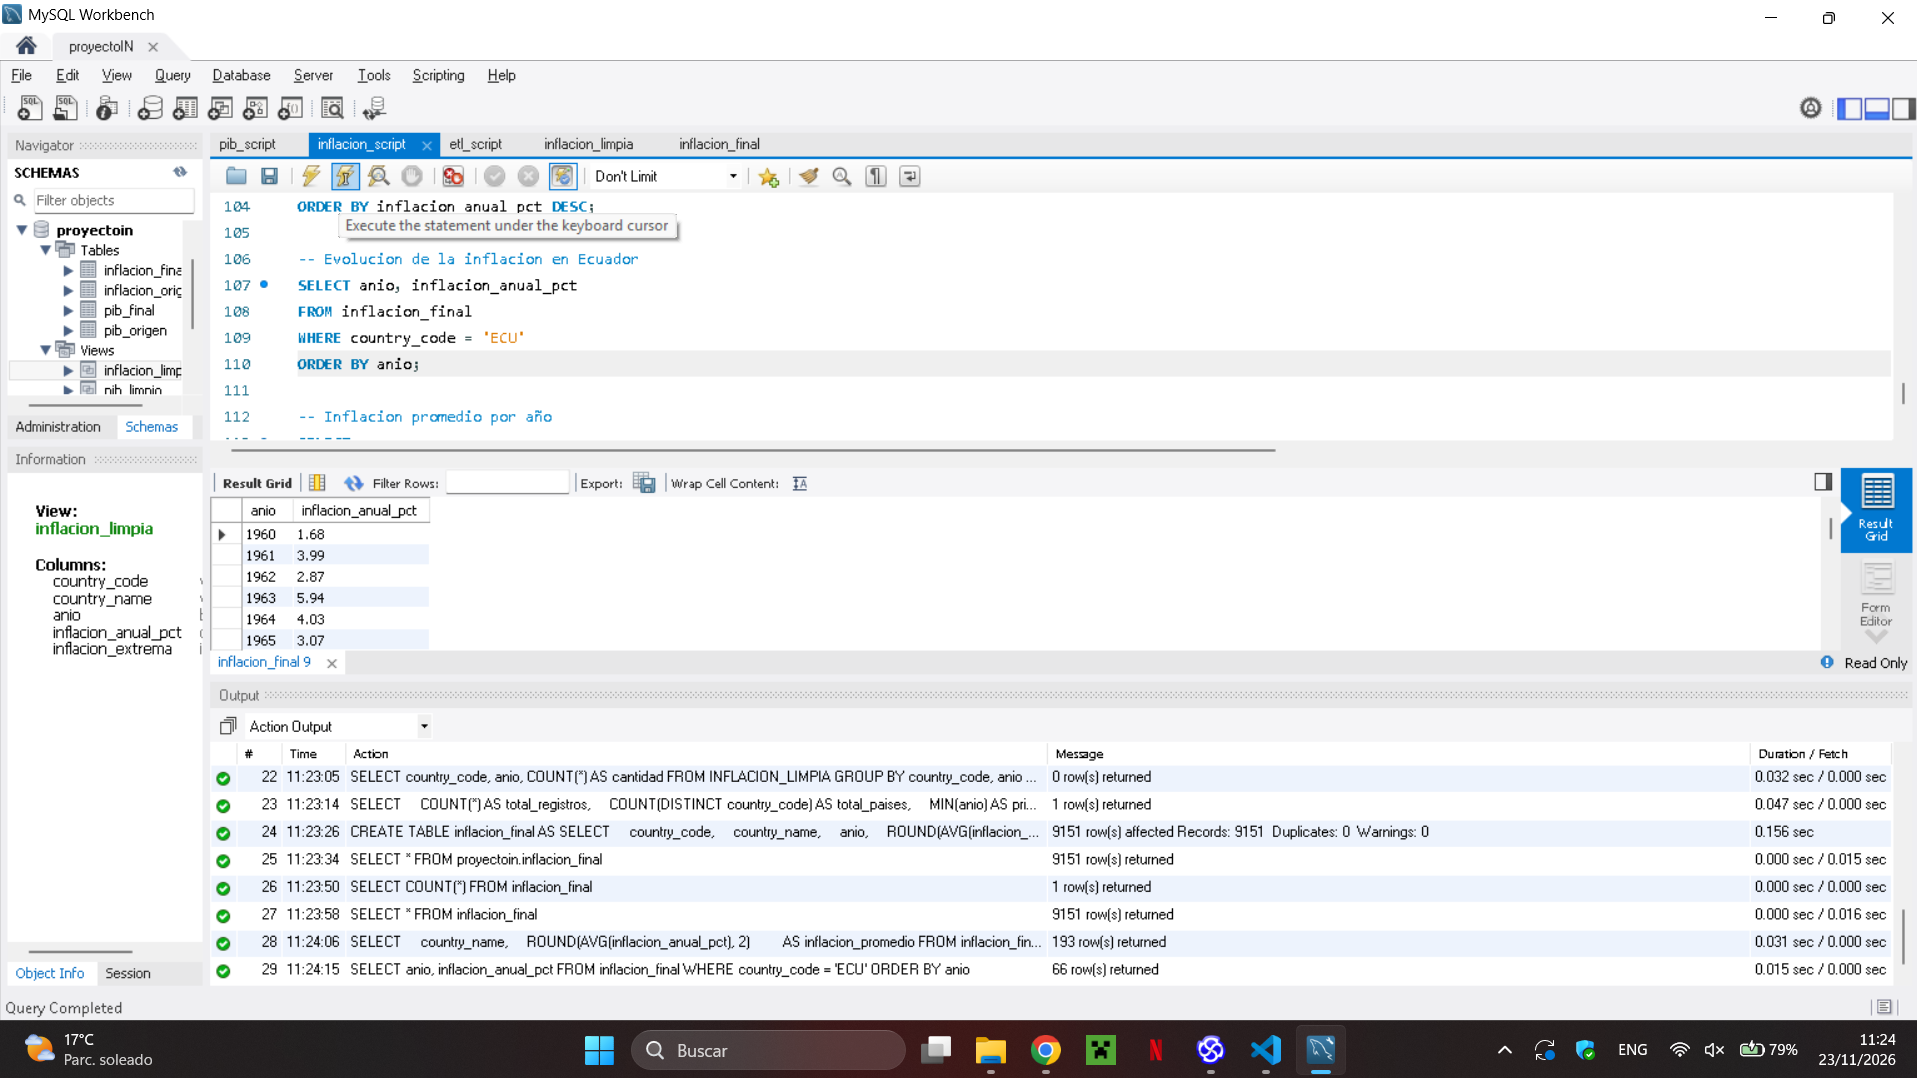 MySQL Workbench
proyectoIN
File Edit View Query Database Server Tools Scripting Help
Navigator
SCHEMAS
Filter objects
proyectoin
Tables
inflacion_fina
inflacion_orig
pib_final
pib_origen
Views
inflacion_limp
pib_limpio
Administration Schemas
Information
View:
inflacion_limpia
Columns:
country_code
country_name
anio
inflacion_anual_pct
inflacion_extrema
Object Info Session
pib_script inflacion_script etl_script inflacion_limpia inflacion_final
Don't Limit
104 ORDER BY inflacion_anual_pct DESC;
Execute the statement under the keyboard cursor
105
106 -- Evolucion de la inflacion en Ecuador
107 SELECT anio, inflacion_anual_pct
108 FROM inflacion_final
109 WHERE country_code = 'ECU'
110 ORDER BY anio;
111
112 -- Inflacion promedio por año
Result Grid Filter Rows: Export: Wrap Cell Content:
anio inflacion_anual_pct
1960 1.68
1961 3.99
1962 2.87
1963 5.94
1964 4.03
1965 3.07
Result Grid
Form Editor
inflacion_final 9
Read Only
Output
Action Output
# Time Action Message Duration / Fetch
22 11:23:05 SELECT country_code, anio, COUNT(*) AS cantidad FROM INFLACION_LIMPIA GROUP BY country_code, anio ... 0 row(s) returned 0.032 sec / 0.000 sec
23 11:23:14 SELECT COUNT(*) AS total_registros, COUNT(DISTINCT country_code) AS total_paises, MIN(anio) AS pri... 1 row(s) returned 0.047 sec / 0.000 sec
24 11:23:26 CREATE TABLE inflacion_final AS SELECT country_code, country_name, anio, ROUND(AVG(inflacion_... 9151 row(s) affected Records: 9151 Duplicates: 0 Warnings: 0 0.156 sec
25 11:23:34 SELECT * FROM proyectoin.inflacion_final 9151 row(s) returned 0.000 sec / 0.015 sec
26 11:23:50 SELECT COUNT(*) FROM inflacion_final 1 row(s) returned 0.000 sec / 0.000 sec
27 11:23:58 SELECT * FROM inflacion_final 9151 row(s) returned 0.000 sec / 0.016 sec
28 11:24:06 SELECT country_name, ROUND(AVG(inflacion_anual_pct), 2) AS inflacion_promedio FROM inflacion_fin... 193 row(s) returned 0.031 sec / 0.000 sec
29 11:24:15 SELECT anio, inflacion_anual_pct FROM inflacion_final WHERE country_code = 'ECU' ORDER BY anio 66 row(s) returned 0.015 sec / 0.000 sec
Query Completed
17°C
Parc. soleado
Buscar
ENG
79%
11:24
23/11/2026